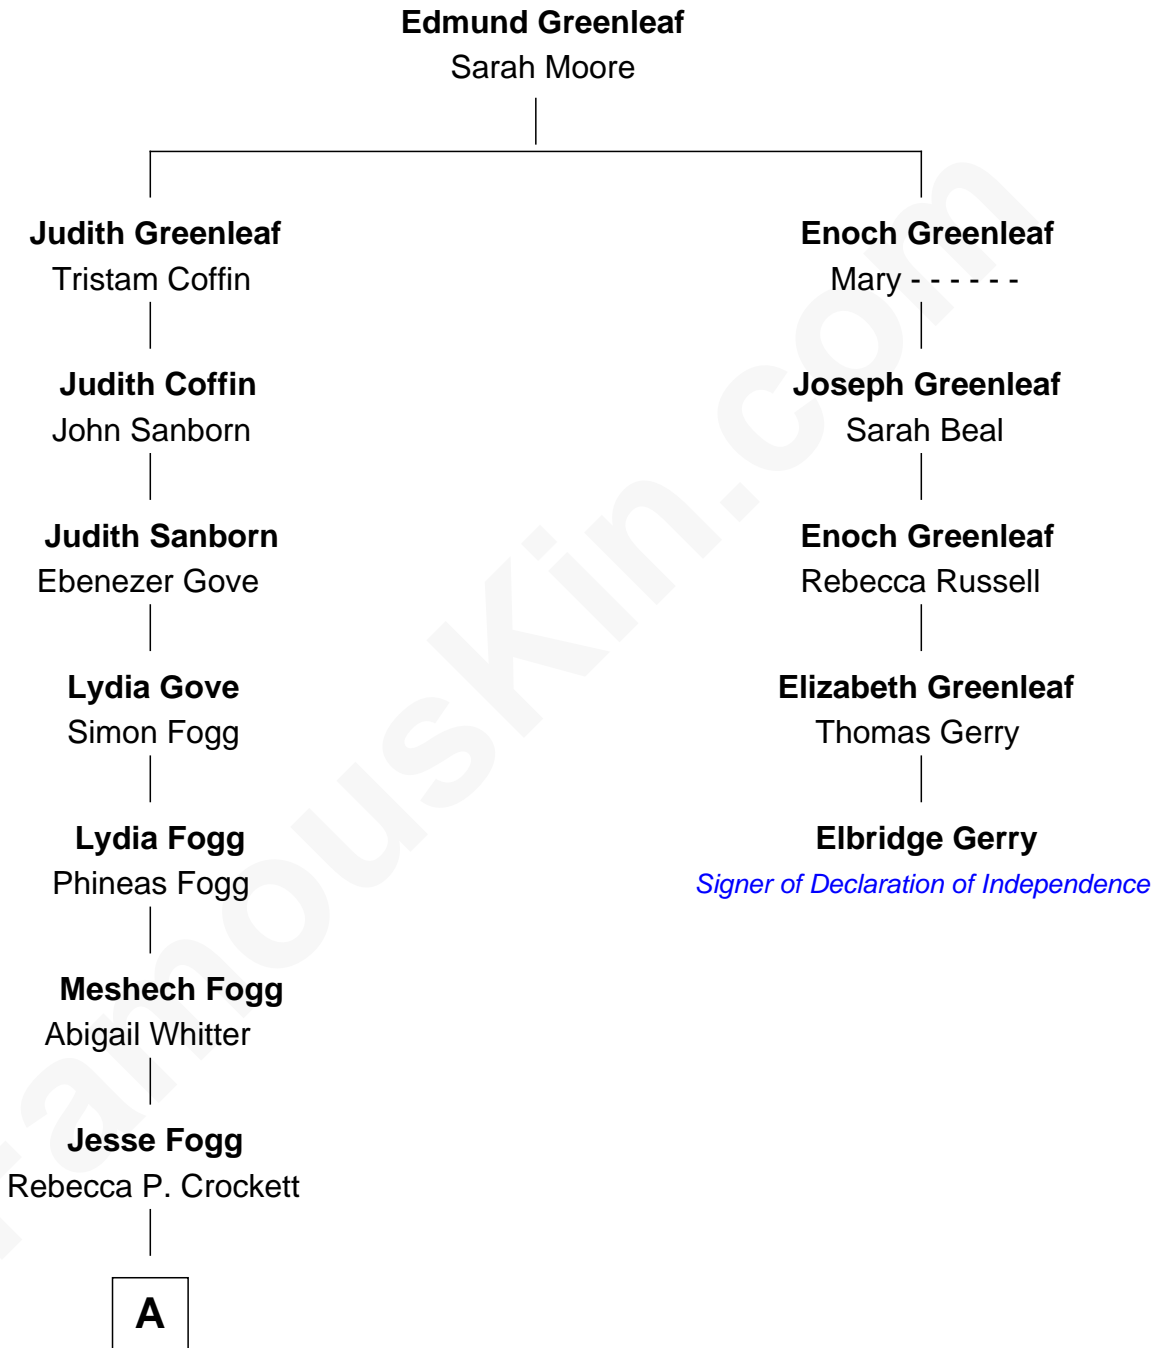 Edmund Greenleaf
Sarah Moore
Judith Greenleaf
Tristam Coffin
Judith Coffin
John Sanborn
Judith Sanborn
Ebenezer Gove
Lydia Gove
Simon Fogg
Lydia Fogg
Phineas Fogg
Meshech Fogg
Abigail Whitter
Jesse Fogg
Rebecca P. Crockett
A
Enoch Greenleaf
Mary - - - - - -
Joseph Greenleaf
Sarah Beal
Enoch Greenleaf
Rebecca Russell
Elizabeth Greenleaf
Thomas Gerry
Elbridge Gerry
Signer of Declaration of Independence
FamousKin.com